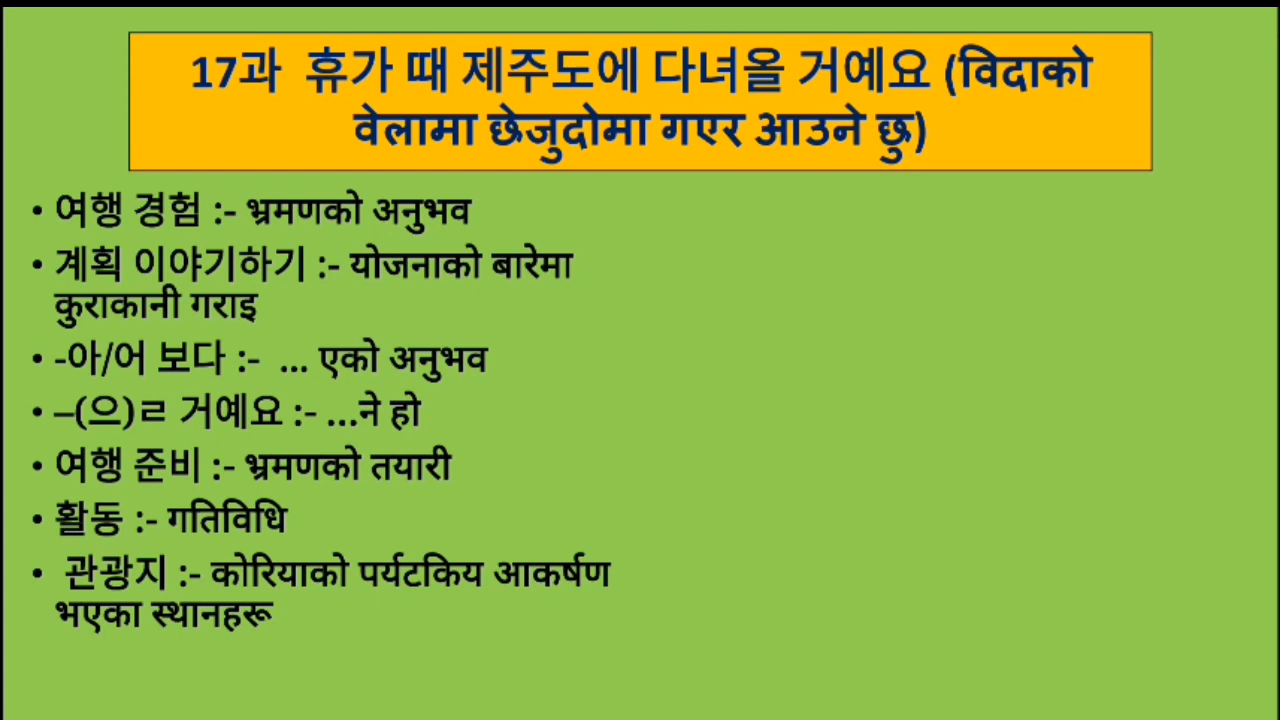 17과 휴가 때 제주도에 다녀올 거예요 (विदाको
वेलामा छेजुदोमा गएर आउने छु)
• 여행 경험 :- भ्रमणको अनुभव
• 계획 이야기하기 :- योजनाको बारेमा
कुराकानी गराइ
• -아/어 보다 :- ... एको अनुभव
• –(으)ㄹ 거예요 :- ...ने हो
• 여행 준비 :- भ्रमणको तयारी
• 활동 :- गतिविधि
• 관광지 :- कोरियाको पर्यटकिय आकर्षण
भएका स्थानहरू